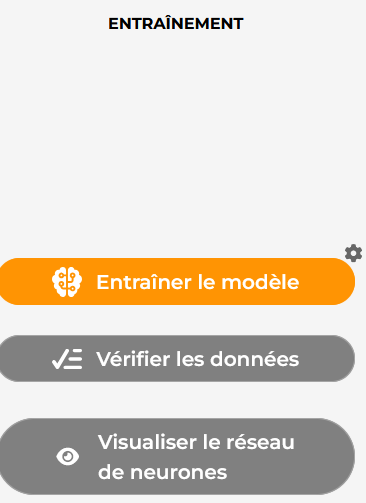 ENTRAÎNEMENT
Entraîner le modèle
Vérifier les données
Visualiser le réseau
de neurones